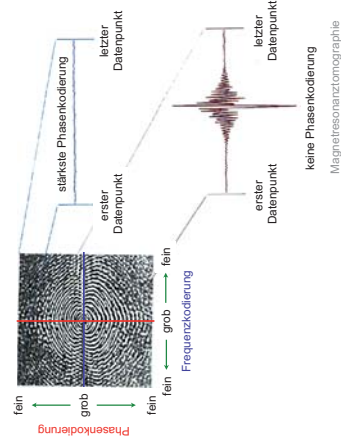 stärkste Phasenkodierung
erster
Datenpunkt
letzter
Datenpunkt
fein
grob
fein
Phasenkodierung
fein
grob
fein
Frequenzkodierung
erster
Datenpunkt
letzter
Datenpunkt
keine Phasenkodierung
Magnetresonanztomographie